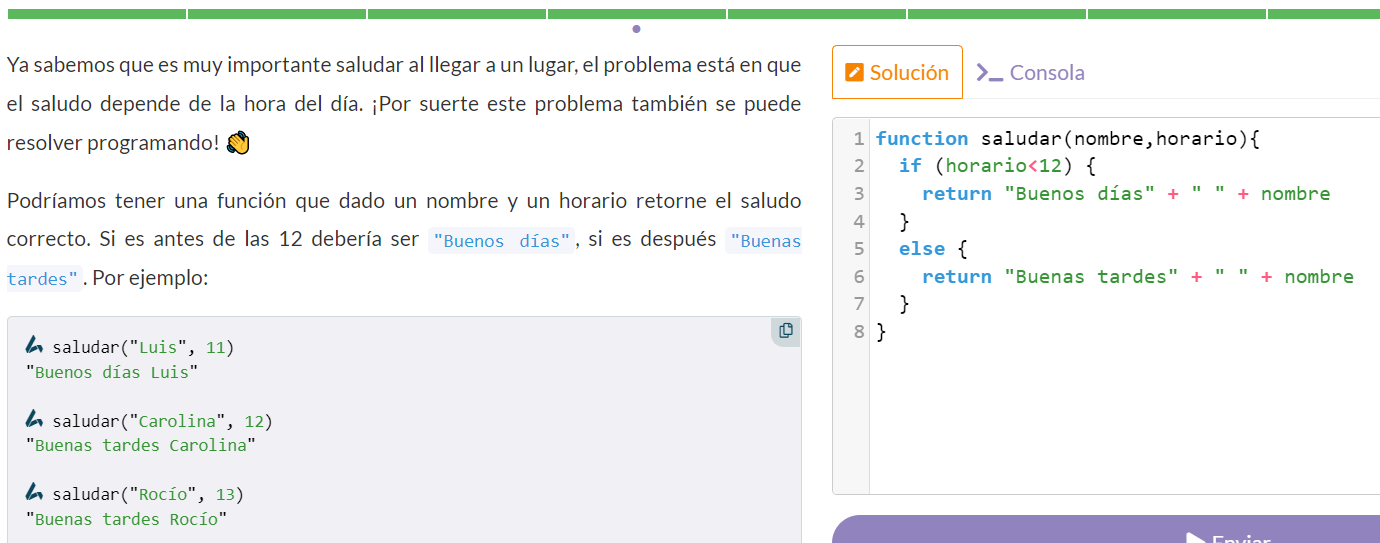 Ya sabemos que es muy importante saludar al llegar a un lugar, el problema está en que
el saludo depende de la hora del día. ¡Por suerte este problema también se puede
resolver programando! 👏
Podríamos tener una función que dado un nombre y un horario retorne el saludo
correcto. Si es antes de las 12 debería ser "Buenos días", si es después "Buenas
tardes". Por ejemplo:
saludar("Luis", 11)
"Buenos días Luis"
saludar("Carolina", 12)
"Buenas tardes Carolina"
saludar("Rocío", 13)
"Buenas tardes Rocío"
Solución
Consola
1 function saludar(nombre,horario){
2   if (horario<12) {
3     return "Buenos días" + " " + nombre
4   }
5   else {
6     return "Buenas tardes" + " " + nombre
7   }
8 }
Enviar